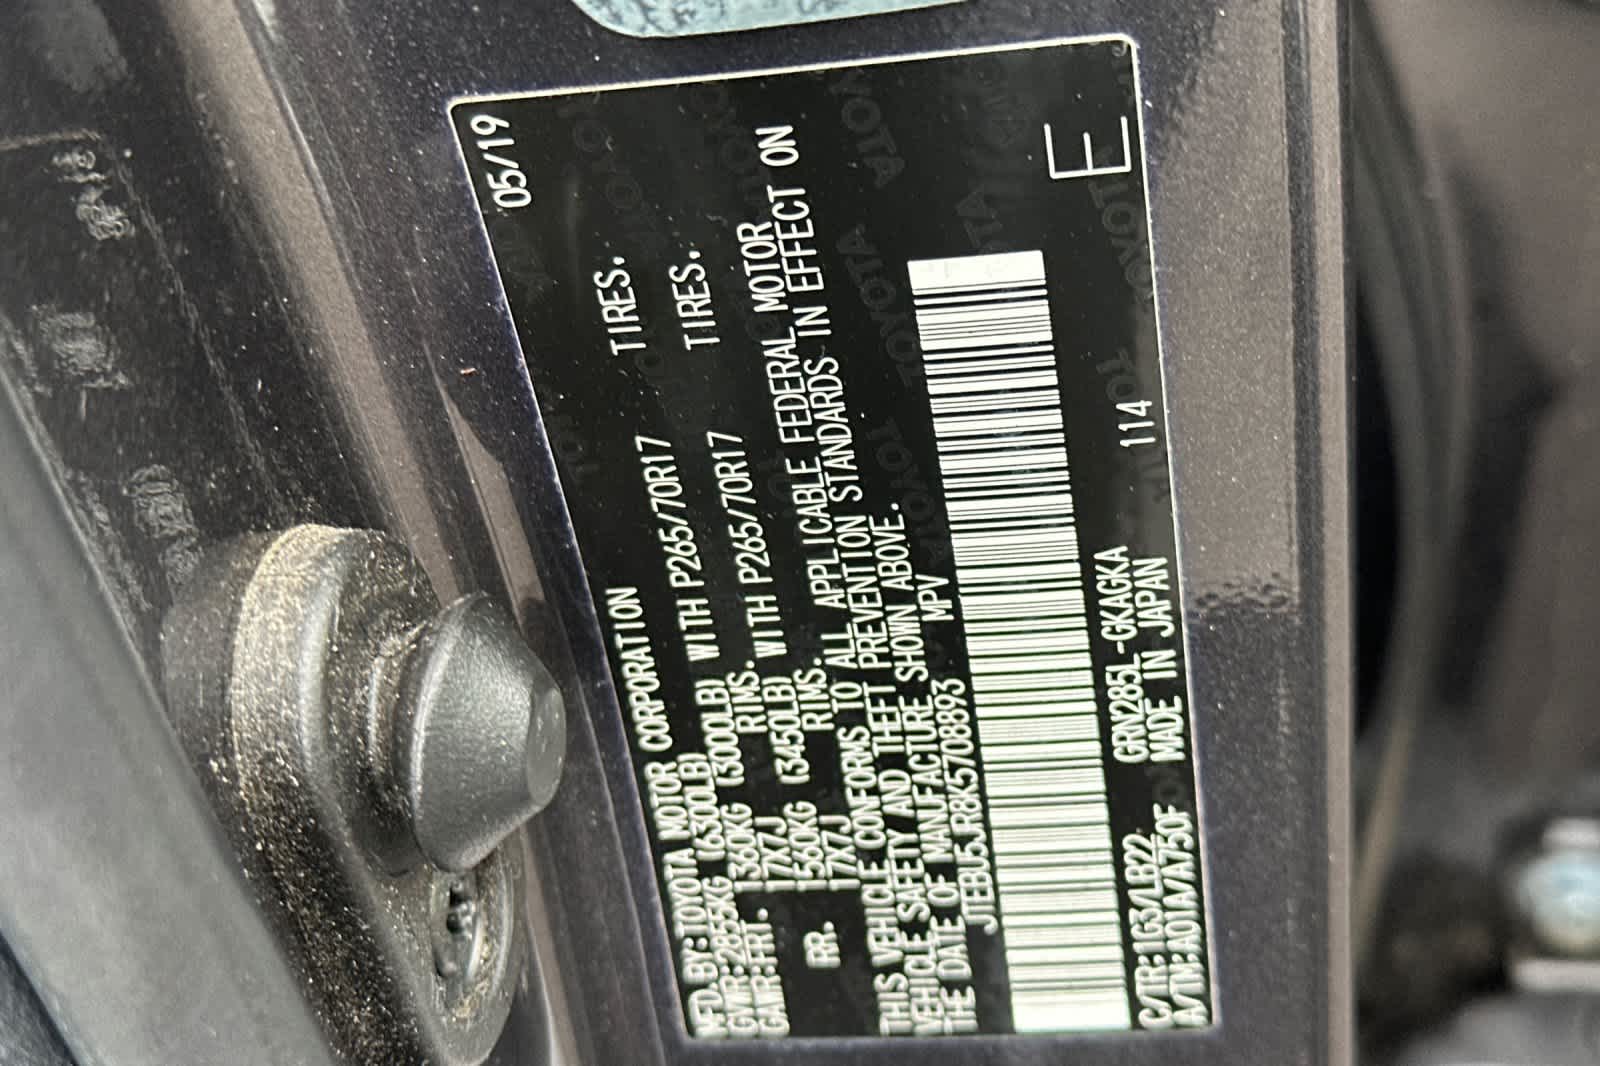 MFD.BY:TOYOTA MOTOR CORPORATION 05/19
GVWR:2855KG (6300LB)
GAWR:FRT. 1360KG (3000LB) WITH P265/70R17 TIRES.
17X7J RIMS.
RR. 1560KG (3450LB) WITH P265/70R17 TIRES.
17X7J RIMS.
THIS VEHICLE CONFORMS TO ALL APPLICABLE FEDERAL MOTOR
VEHICLE SAFETY AND THEFT PREVENTION STANDARDS IN EFFECT ON
THE DATE OF MANUFACTURE SHOWN ABOVE.
JTEBU5JR8K5708893 MPV
C/TR:1G3/LB22 GRN285L-GKAGKA 114
A/TM:A01A/A750F MADE IN JAPAN
E